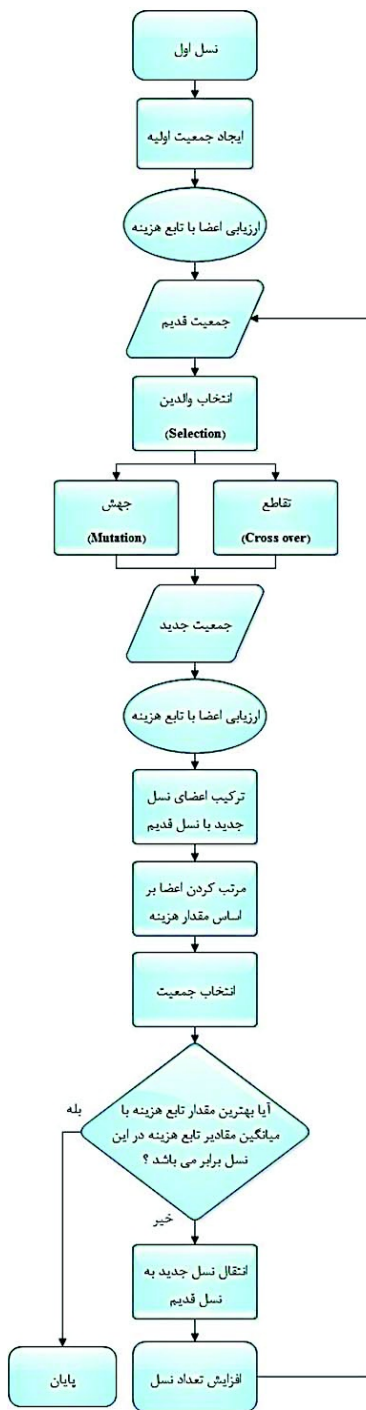 نسل اول
ایجاد جمعیت اولیه
ارزیابی اعضا با تابع هزینه
جمعیت قدیم
انتخاب والدین
(Selection)
تقاطع
(Cross over)
جهش
(Mutation)
جمعیت جدید
ارزیابی اعضا با تابع هزینه
ترکیب اعضای نسل
جدید با نسل قدیم
مرتب کردن اعضا بر
اساس مقدار هزینه
انتخاب جمعیت
آیا بهترین مقدار تابع هزینه با
میانگین مقادیر تابع هزینه در این
نسل برابر می باشد ؟
بله
خیر
انتقال نسل جدید به
نسل قدیم
افزایش تعداد نسل
پایان